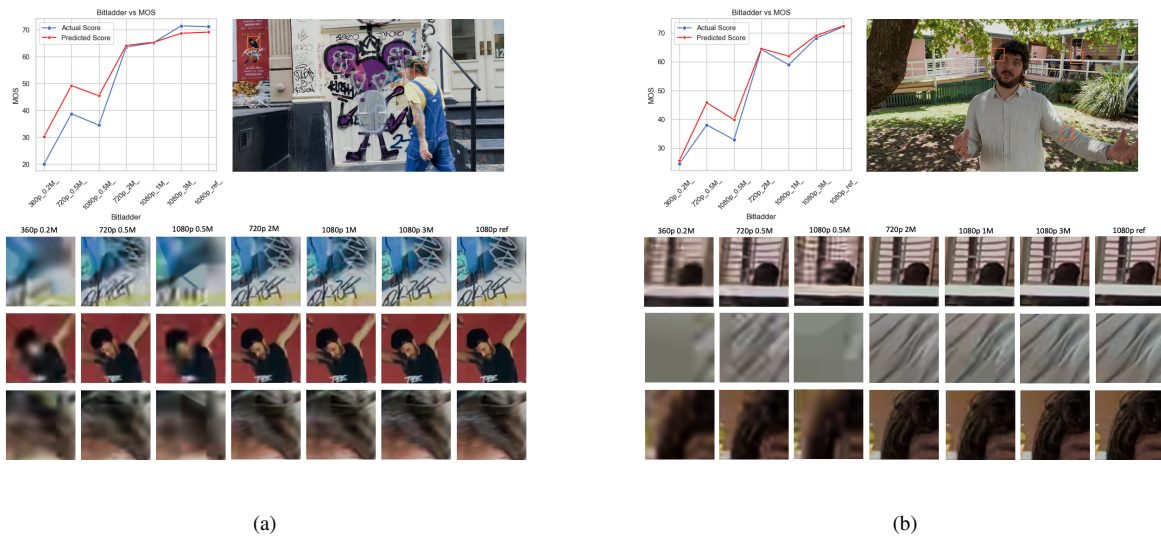 Bitladder vs MOS
Actual Score
Predicted Score
MOS
70
60
50
40
30
20
360p_0.2M_
720p_0.5M_
1080p_0.5M_
720p_2M_
1080p_1M_
1080p_3M_
1080p_ref_
Bitladder
360p 0.2M 720p 0.5M 1080p 0.5M 720p 2M 1080p 1M 1080p 3M 1080p ref
(a)
Bitladder vs MOS
Actual Score
Predicted Score
MOS
70
60
50
40
30
360p_0.2M_
720p_0.5M_
1080p_0.5M_
720p_2M_
1080p_1M_
1080p_3M_
1080p_ref_
Bitladder
360p 0.2M 720p 0.5M 1080p 0.5M 720p 2M 1080p 1M 1080p 3M 1080p ref
(b)